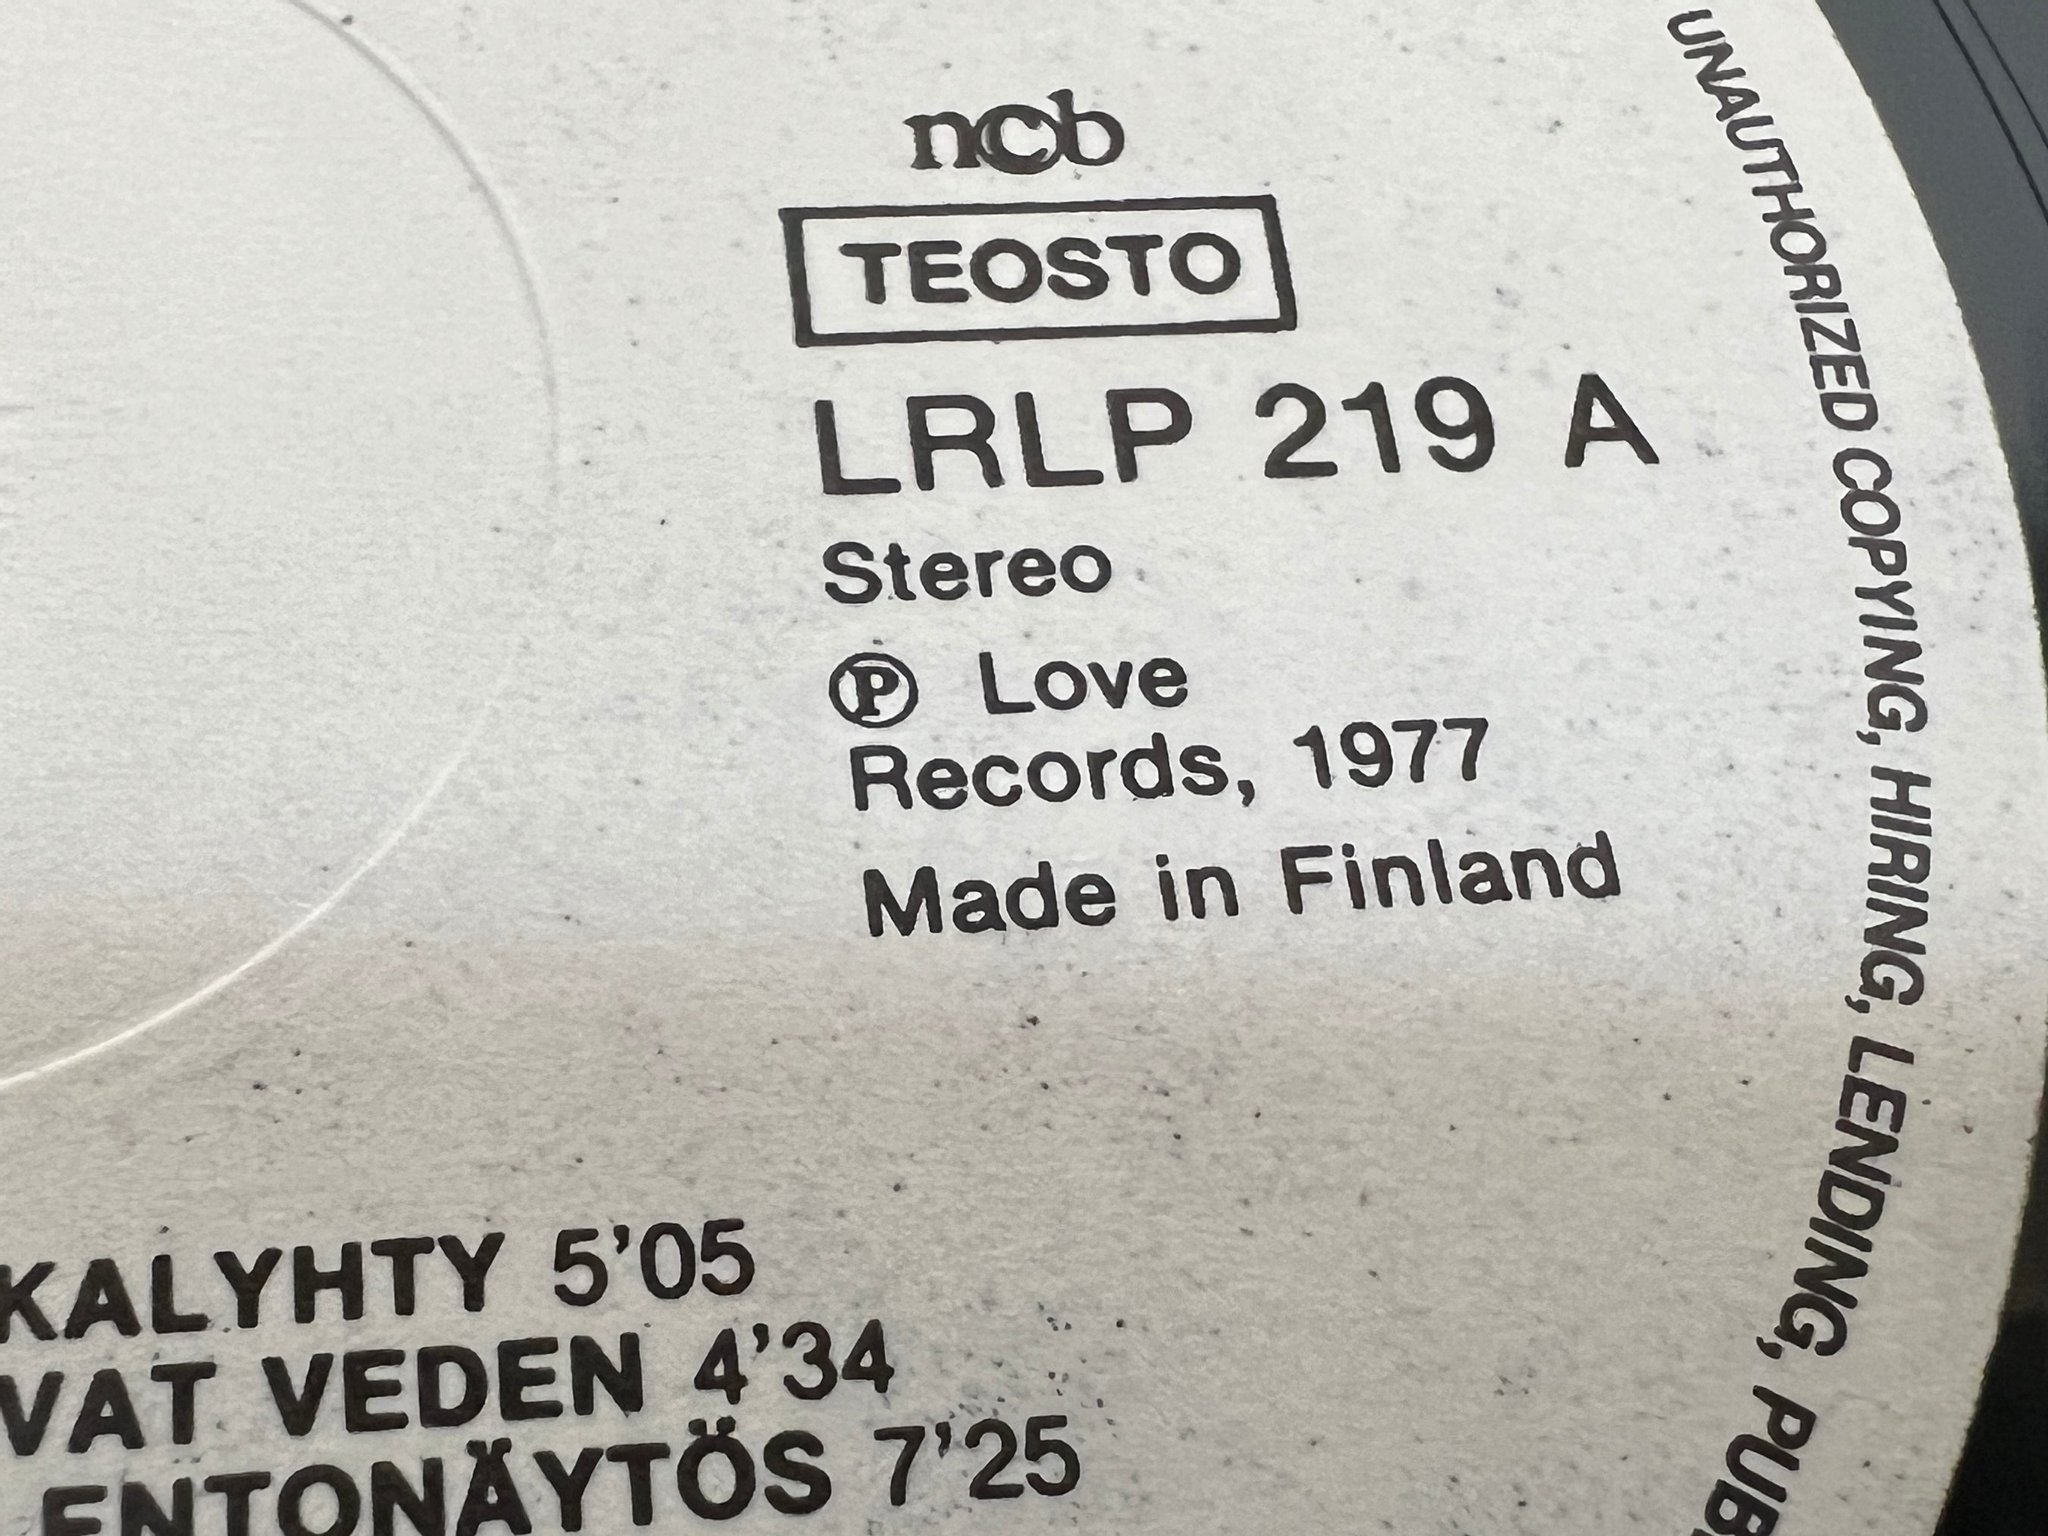 ncb
TEOSTO
LRLP 219 A
Stereo
Ⓟ Love
Records, 1977
Made in Finland
KALYHTY 5'05
VAT VEDEN 4'34
ENTONÄYTÖS 7'25
UNAUTHORIZED COPYING, HIRING, LENDING, PUB